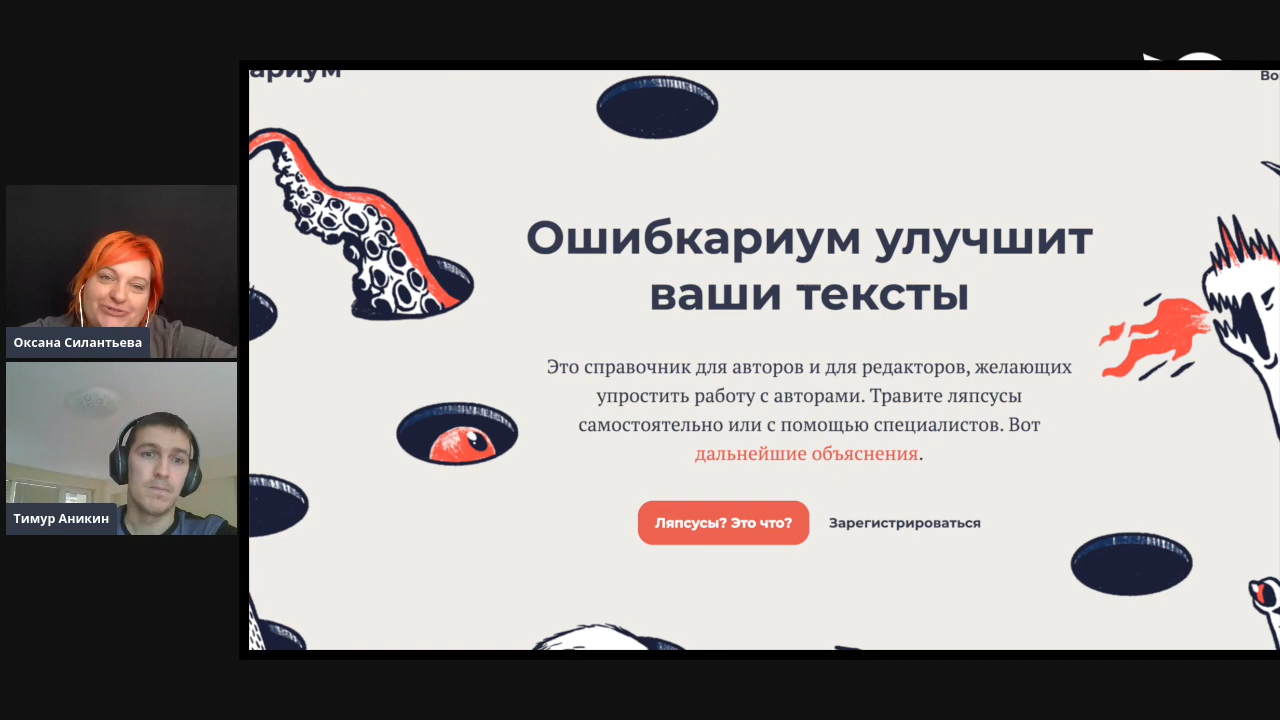 Ошибкариум улучшит
ваши тексты
Это справочник для авторов и для редакторов, желающих
упростить работу с авторами. Травите ляпсусы
самостоятельно или с помощью специалистов. Вот
дальнейшие объяснения.
Ляпсусы? Это что?
Зарегистрироваться
Оксана Силантьева
Тимур Аникин